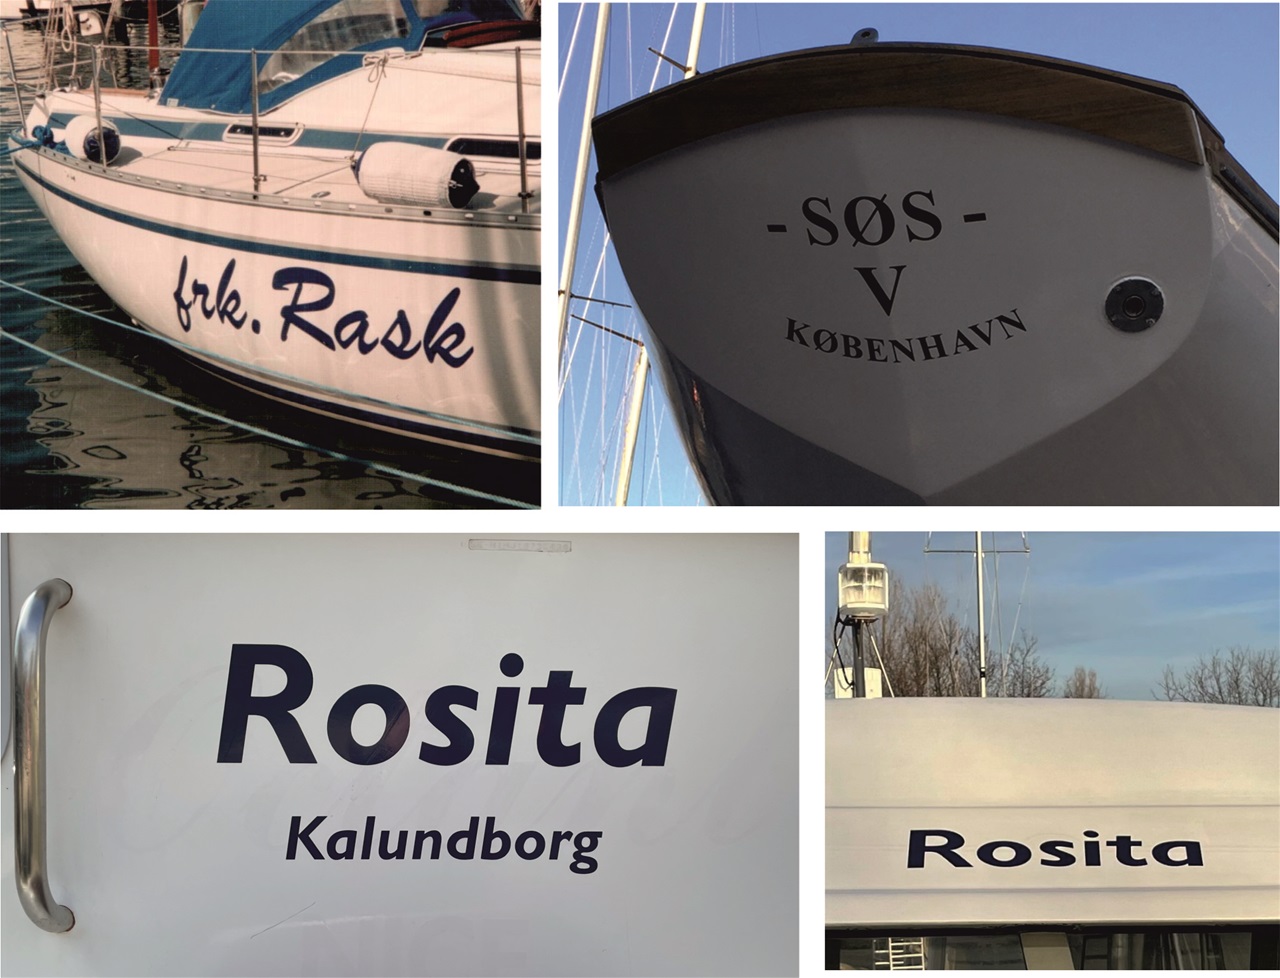 frk. Rask
- SØS -
V
KØBENHAVN
Rosita
Kalundborg
Rosita